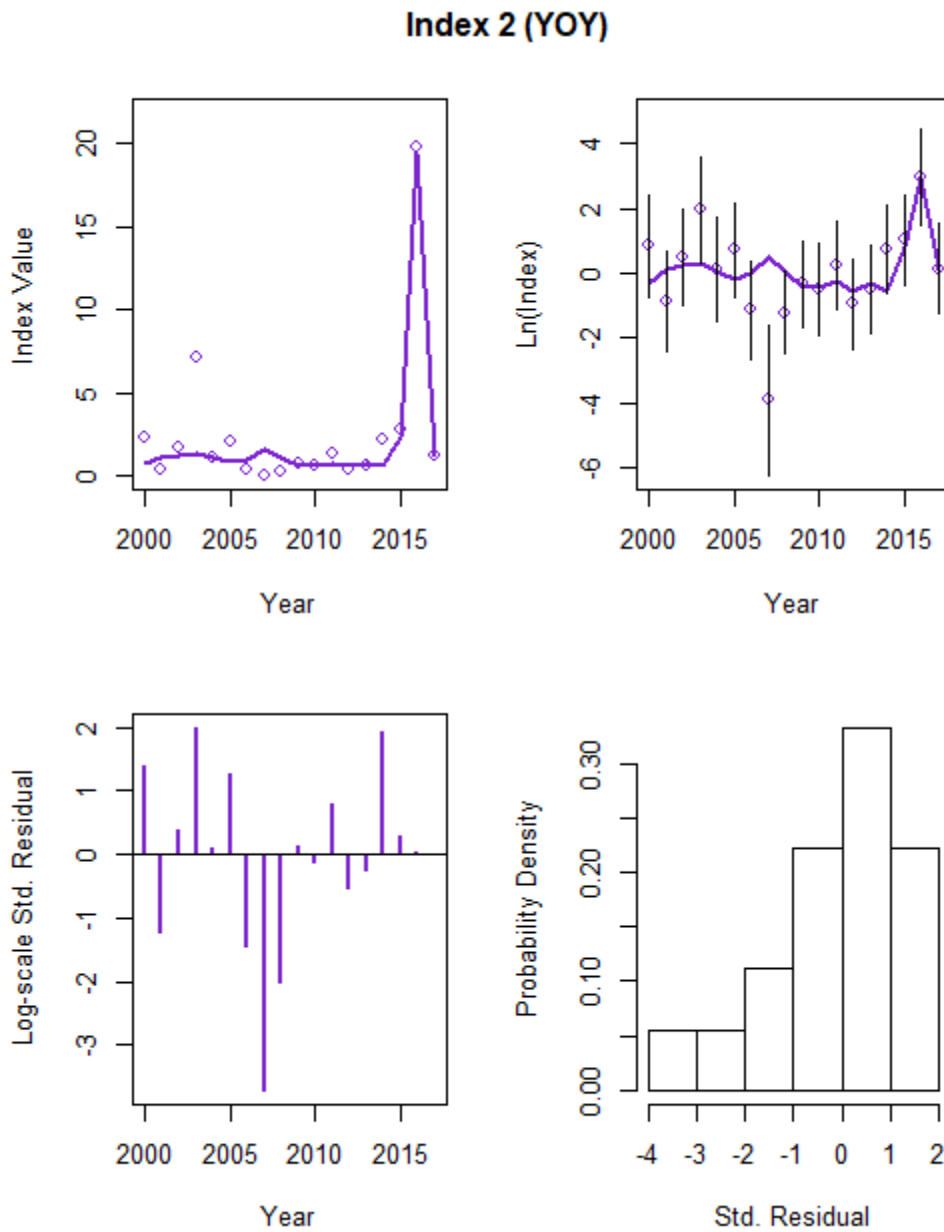 Index 2 (YOY)
Index Value
20
15
10
5
0
2000 2005 2010 2015
Year
Ln(Index)
4
2
0
-2
-4
-6
2000 2005 2010 2015
Year
Log-scale Std. Residual
2
1
0
-1
-2
-3
2000 2005 2010 2015
Year
Probability Density
0.30
0.20
0.10
0.00
-4 -3 -2 -1 0 1 2
Std. Residual